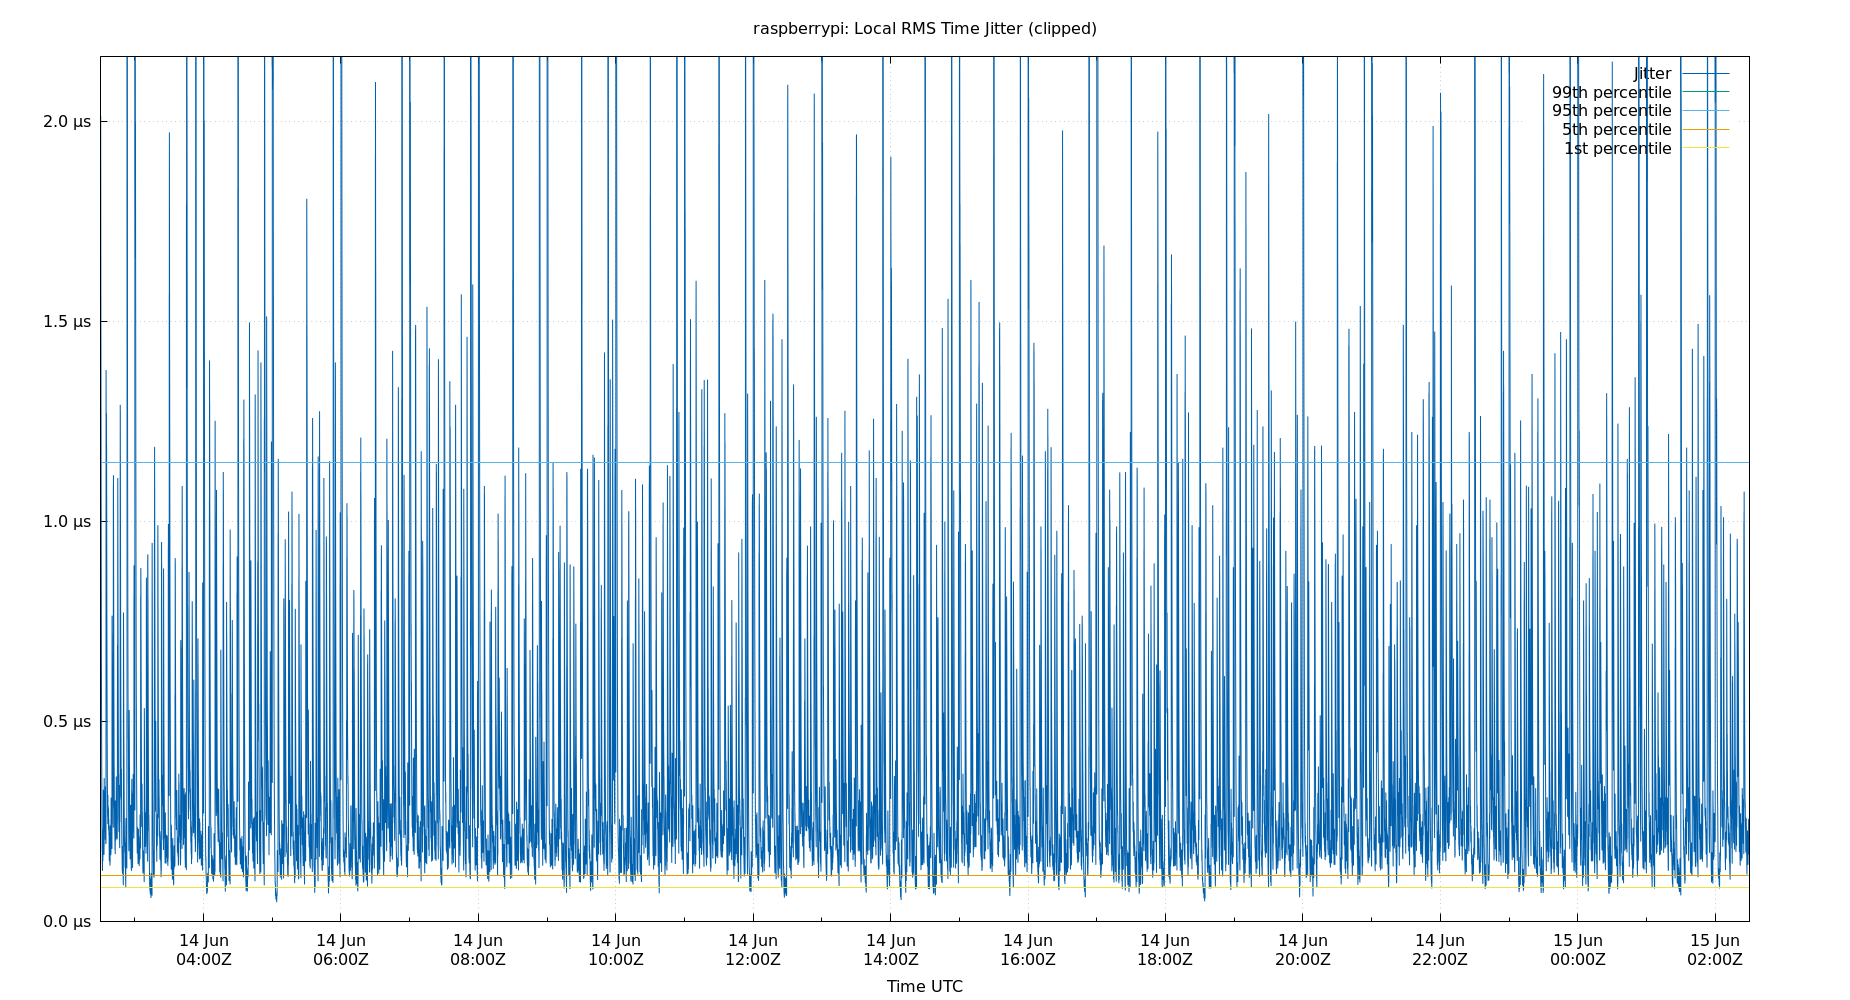 raspberrypi: Local RMS Time Jitter (clipped)
Jitter
99th percentile
95th percentile
5th percentile
1st percentile
2.0 µs
1.5 µs
1.0 µs
0.5 µs
0.0 µs
14 Jun 14 Jun 14 Jun 14 Jun 14 Jun 14 Jun 14 Jun 14 Jun 14 Jun 14 Jun 15 Jun 15 Jun
04:00Z 06:00Z 08:00Z 10:00Z 12:00Z 14:00Z 16:00Z 18:00Z 20:00Z 22:00Z 00:00Z 02:00Z
Time UTC